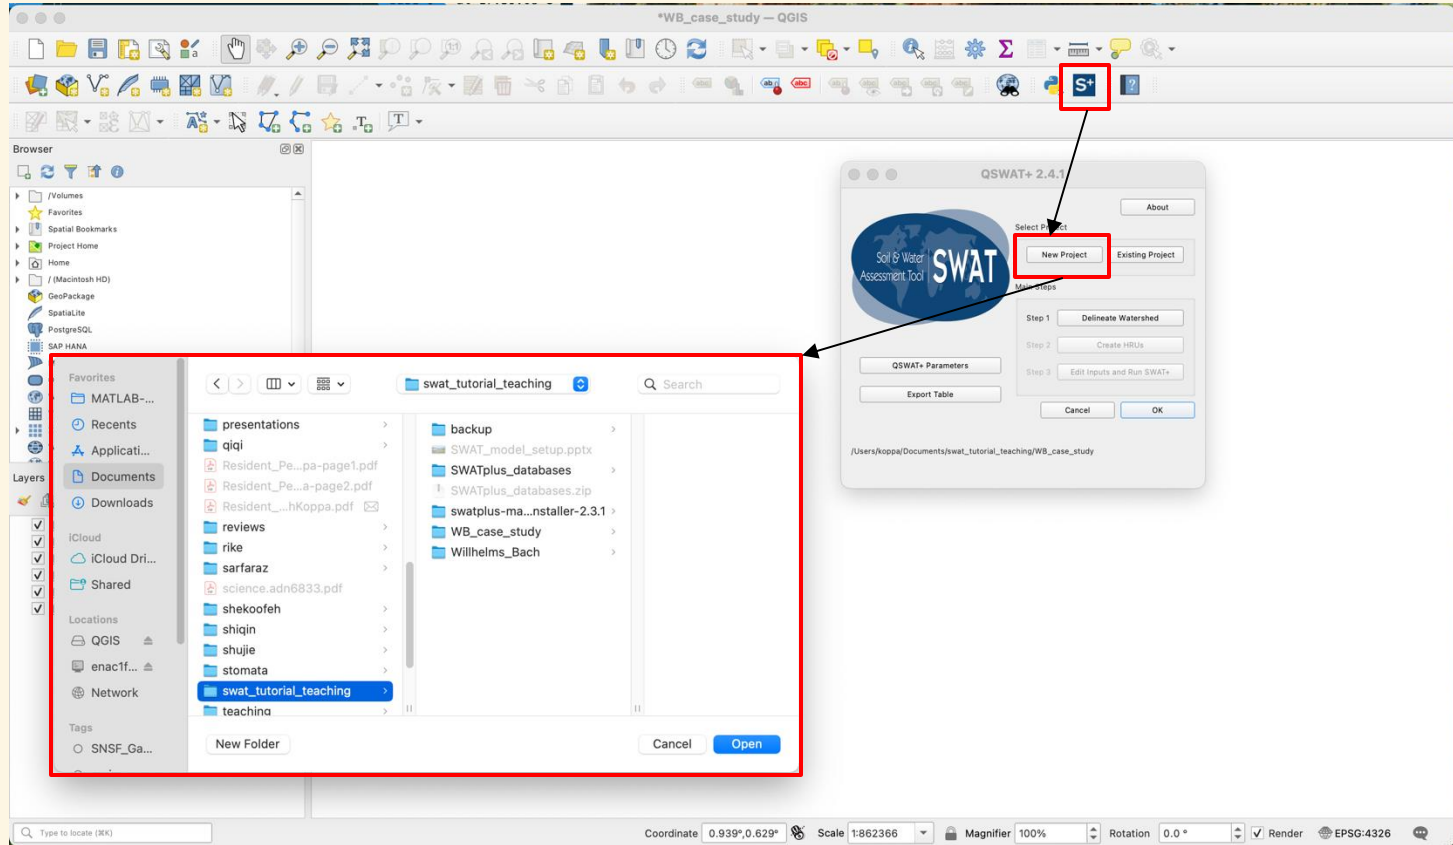 *WB_case_study — QGIS
Browser
/Volumes
Favorites
Spatial Bookmarks
Project Home
Home
/ (Macintosh HD)
GeoPackage
SpatiaLite
PostgreSQL
SAP HANA
Layers
QSWAT+ 2.4.1
About
Select Project
New Project
Existing Project
Soil & Water
Assessment Tool
SWAT
Main Steps
Step 1
Delineate Watershed
Step 2
Create HRUs
Step 3
Edit Inputs and Run SWAT+
QSWAT+ Parameters
Export Table
Cancel
OK
/Users/koppa/Documents/swat_tutorial_teaching/WB_case_study
Favorites
MATLAB-...
Recents
Applicati...
Documents
Downloads
iCloud
iCloud Dri...
Shared
Locations
QGIS
enac1f...
Network
Tags
SNSF_Ga...
swat_tutorial_teaching
Search
presentations
qiqi
Resident_Pe...pa-page1.pdf
Resident_Pe...a-page2.pdf
Resident_...hKoppa.pdf
reviews
rike
sarfaraz
science.adn6833.pdf
shekoofeh
shiqin
shujie
stomata
swat_tutorial_teaching
teaching
backup
SWAT_model_setup.pptx
SWATplus_databases
SWATplus_databases.zip
swatplus-ma...nstaller-2.3.1
WB_case_study
Willhelms_Bach
New Folder
Cancel
Open
Type to locate (⌘K)
Coordinate 0.939°,0.629°
Scale 1:862366
Magnifier 100%
Rotation 0.0 °
Render
EPSG:4326